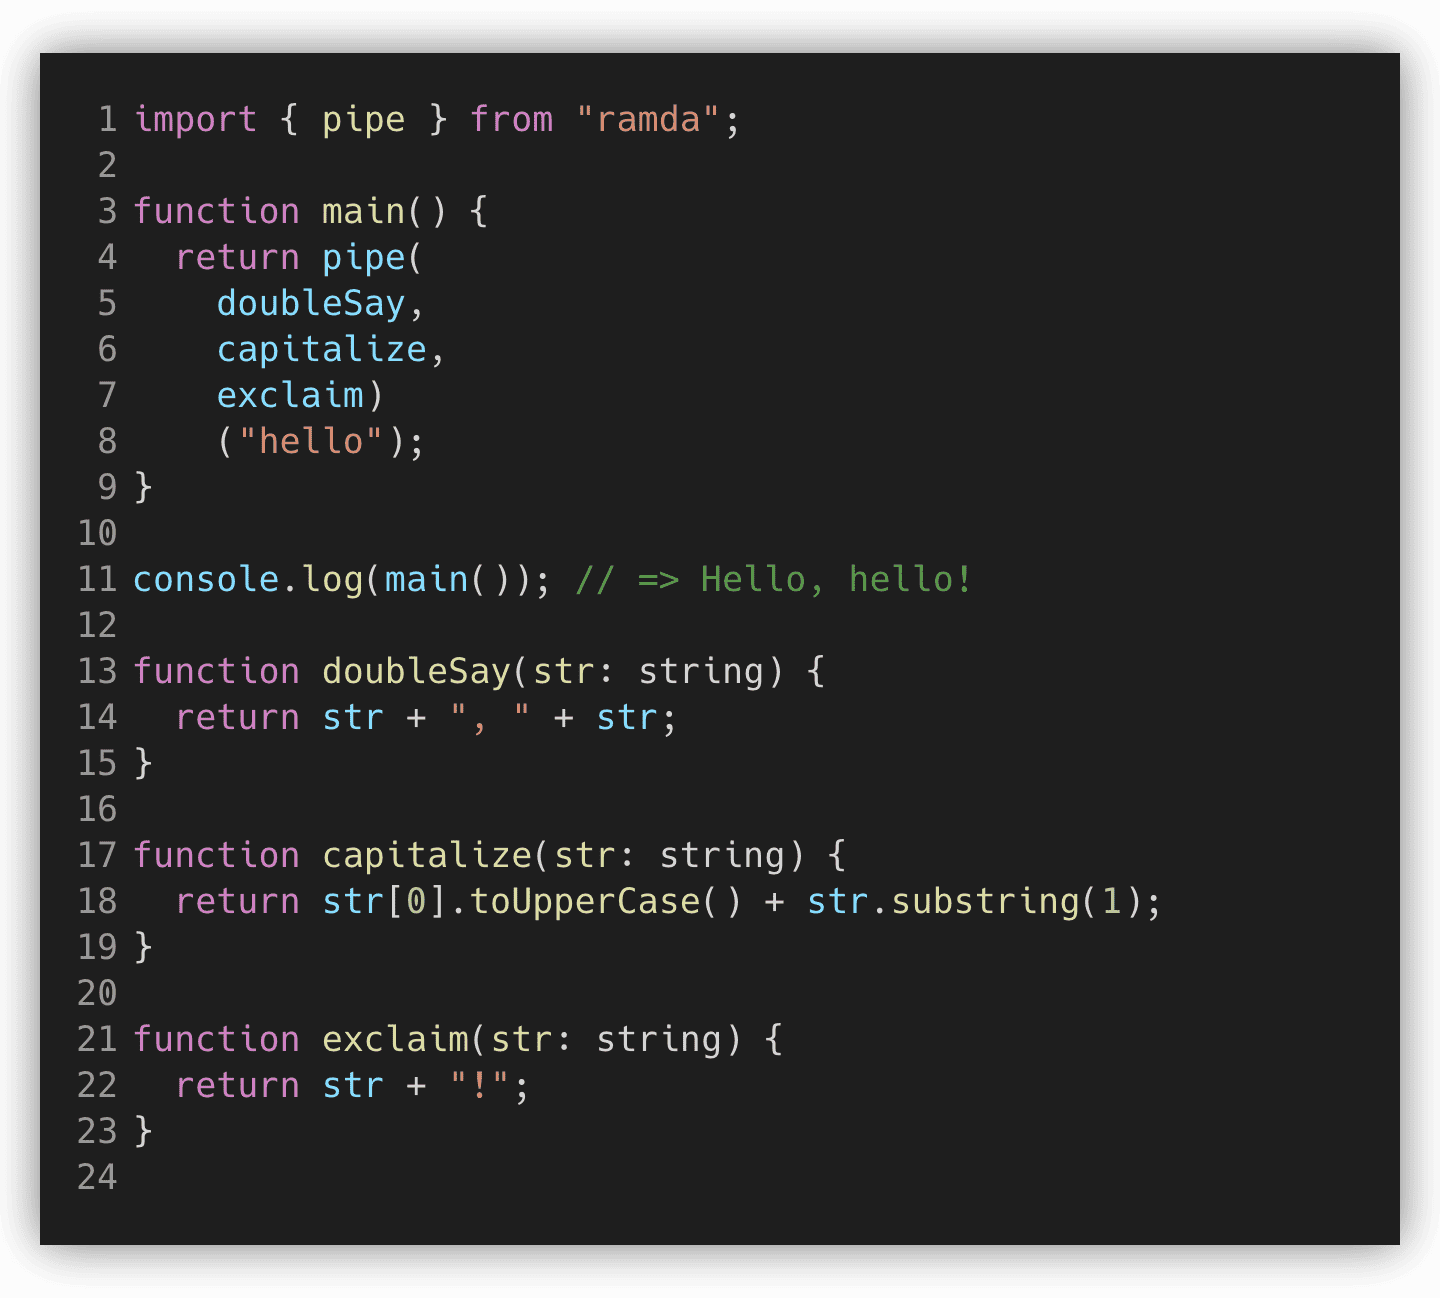 1 import { pipe } from "ramda";
2
3 function main() {
4   return pipe(
5     doubleSay,
6     capitalize,
7     exclaim)
8     ("hello");
9 }
10
11 console.log(main()); // => Hello, hello!
12
13 function doubleSay(str: string) {
14   return str + ", " + str;
15 }
16
17 function capitalize(str: string) {
18   return str[0].toUpperCase() + str.substring(1);
19 }
20
21 function exclaim(str: string) {
22   return str + "!";
23 }
24